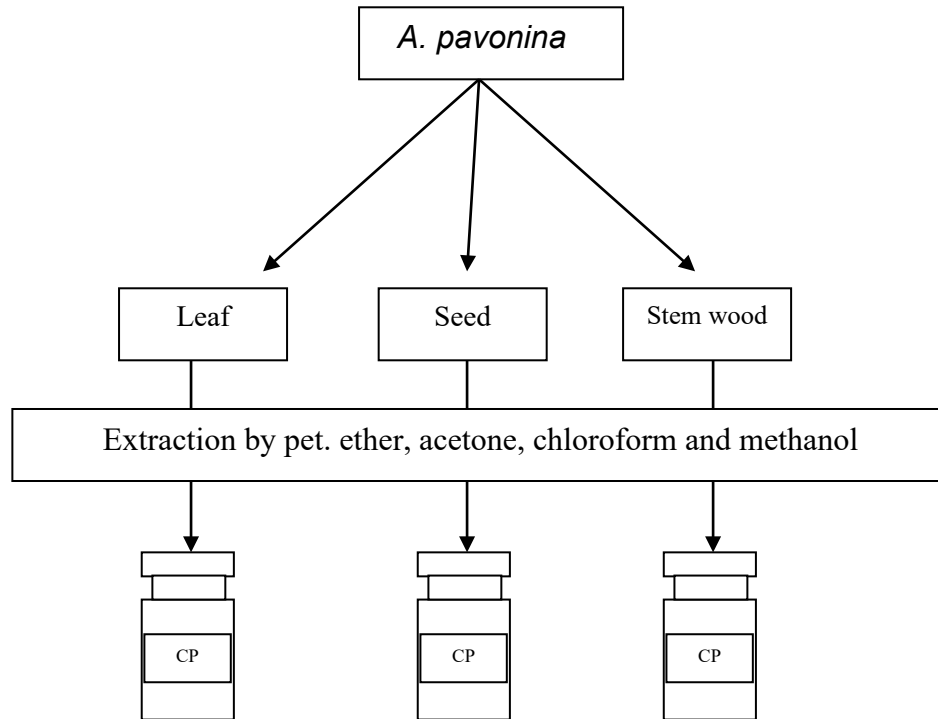 A. pavonina
Leaf
Seed
Stem wood
Extraction by pet. ether, acetone, chloroform and methanol
CP
CP
CP